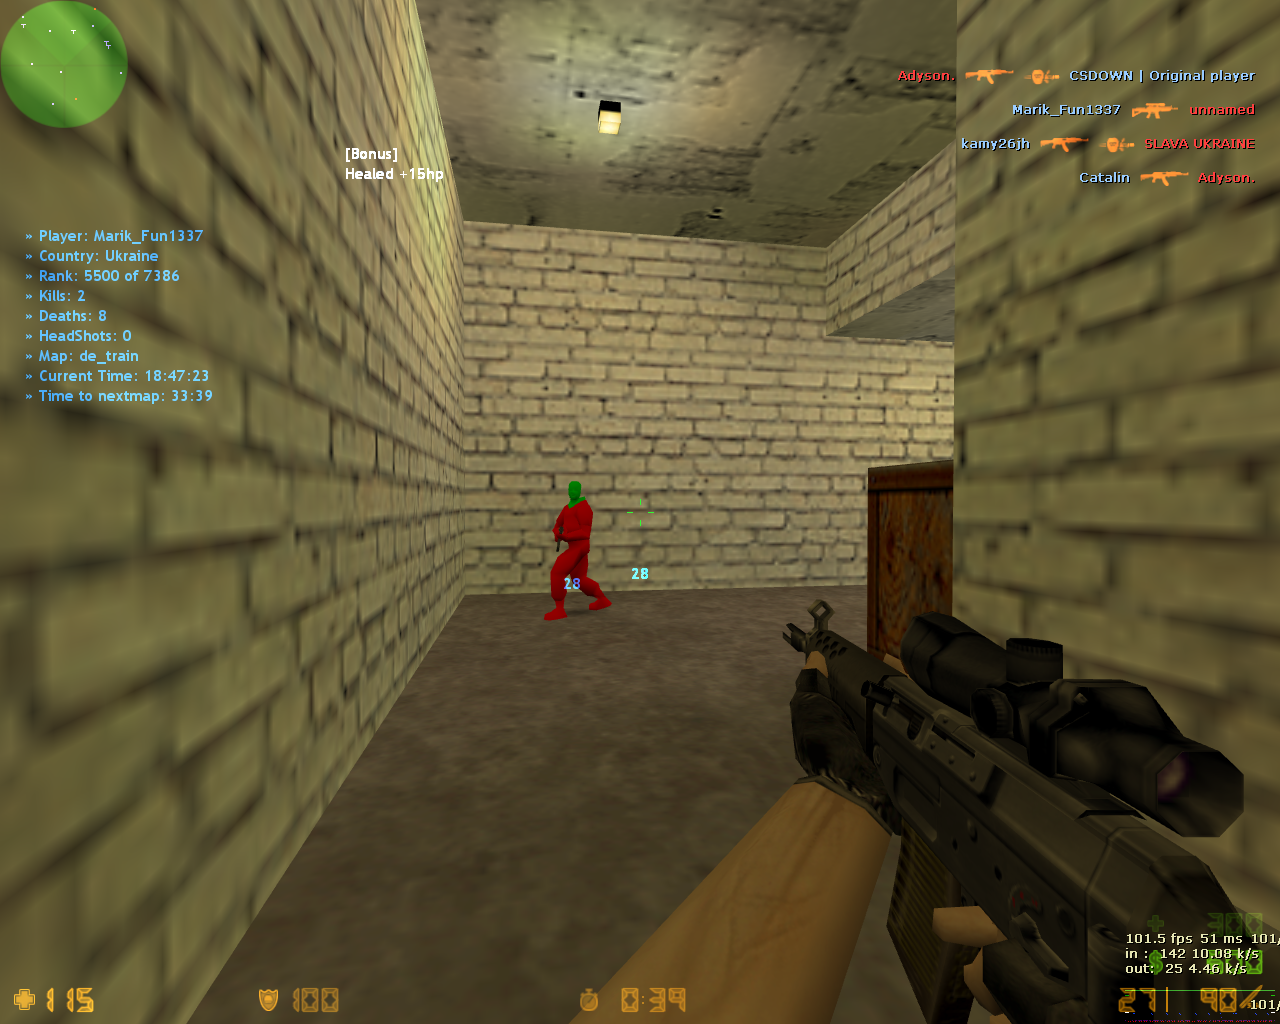 Adyson. CSDOWN | Original player
Marik_Fun1337 unnamed
kamy26jh SLAVA UKRAINE
Catalin Adyson.
[Bonus]
Healed +15hp
» Player: Marik_Fun1337
» Country: Ukraine
» Rank: 5500 of 7386
» Kills: 2
» Deaths: 8
» HeadShots: 0
» Map: de_train
» Current Time: 18:47:23
» Time to nextmap: 33:39
28
28
+ 300
101.5 fps 51 ms 101/
in : 142 10.08 k/s
out: 25 4.46 k/s
$
115
100
0:39
27| 90
101/